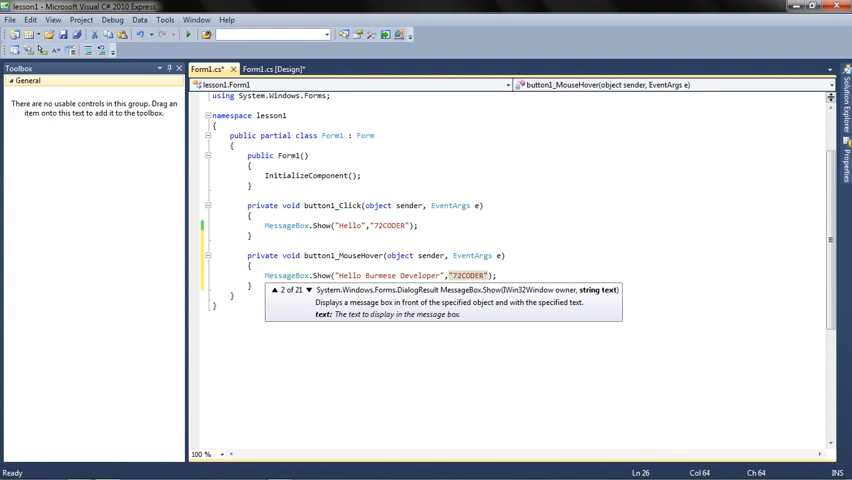 lesson1 - Microsoft Visual C# 2010 Express
File Edit View Project Debug Data Tools Window Help
Toolbox
Form1.cs* Form1.cs [Design]*
General
lesson1.Form1
button1_MouseHover(object sender, EventArgs e)
There are no usable controls in this group. Drag an
item onto this text to add it to the toolbox.
using System.Windows.Forms;
namespace lesson1
{
public partial class Form1 : Form
{
public Form1()
{
InitializeComponent();
}
private void button1_Click(object sender, EventArgs e)
{
MessageBox.Show("Hello","72CODER");
}
private void button1_MouseHover(object sender, EventArgs e)
{
MessageBox.Show("Hello Burmese Developer","72CODER");
}
▲ 2 of 21 ▼ System.Windows.Forms.DialogResult MessageBox.Show(IWin32Window owner, string text)
Displays a message box in front of the specified object and with the specified text.
text: The text to display in the message box.
}
}
Solution Explorer
Properties
100 %
Ready
Ln 26 Col 64 Ch 64 INS